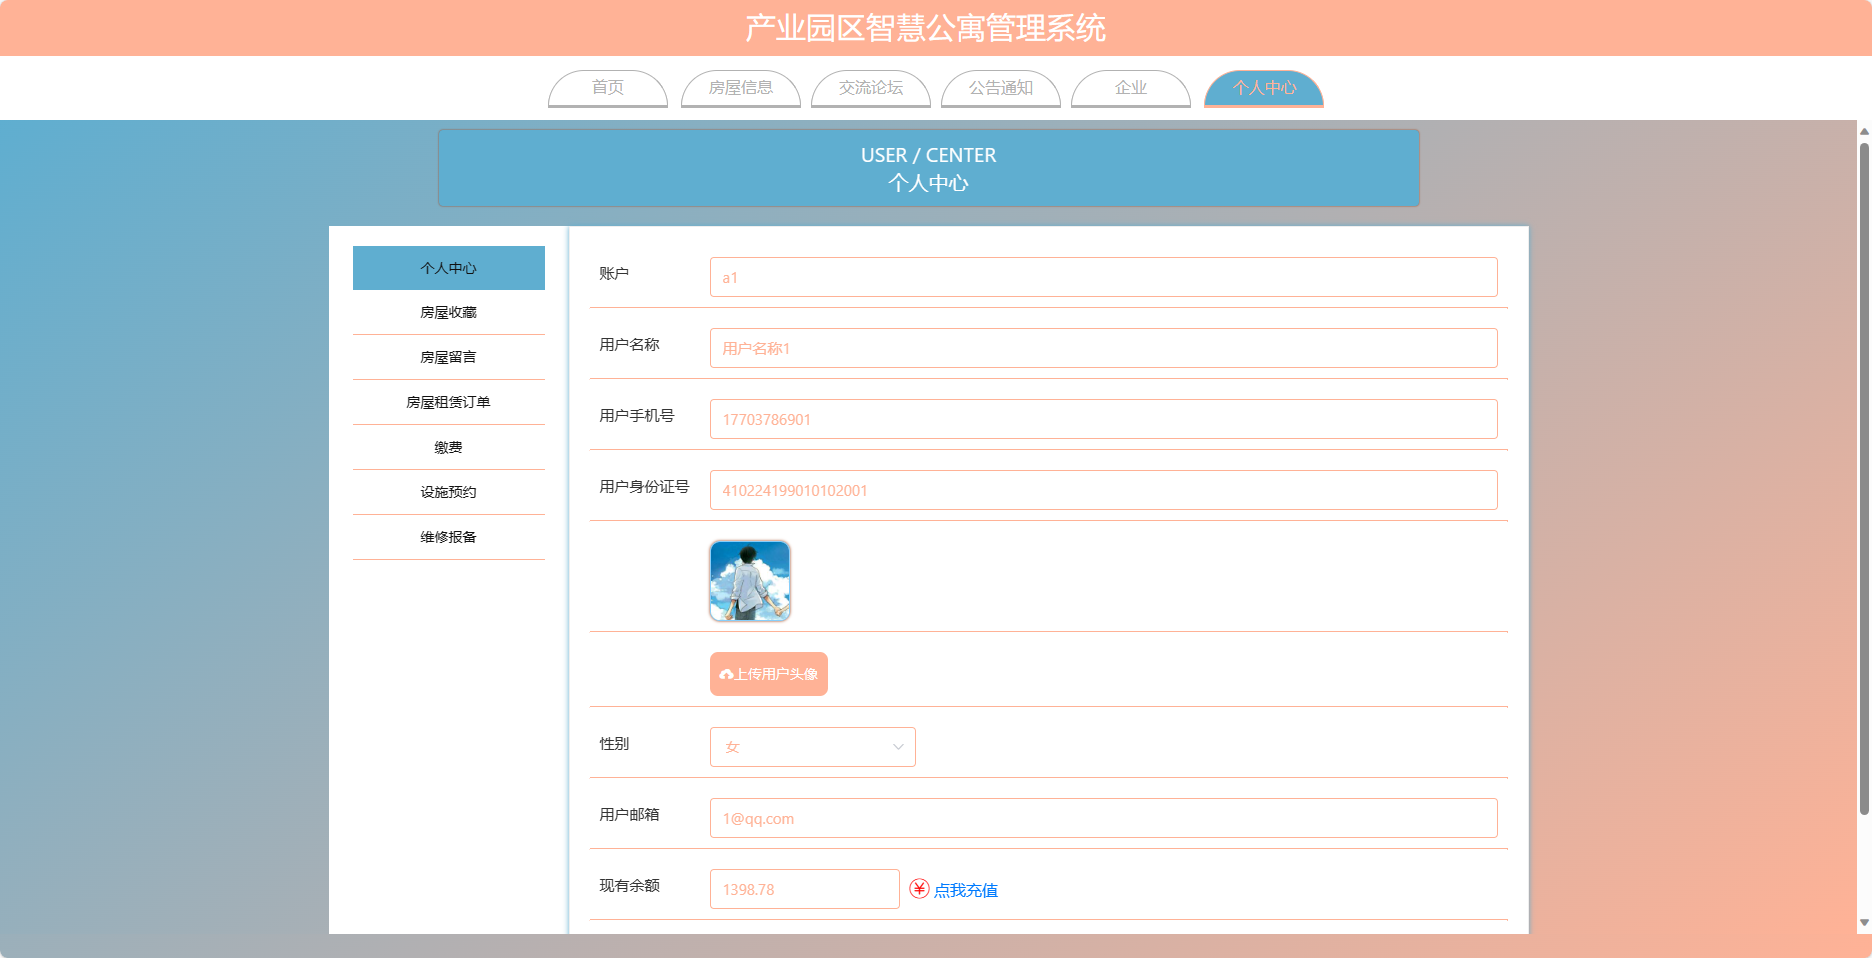 产业园区智慧公寓管理系统
首页
房屋信息
交流论坛
公告通知
企业
个人中心
USER / CENTER
个人中心
个人中心
房屋收藏
房屋留言
房屋租赁订单
缴费
设施预约
维修报备
账户
a1
用户名称
用户名称1
用户手机号
17703786901
用户身份证号
410224199010102001
上传用户头像
性别
女
用户邮箱
1@qq.com
现有余额
1398.78
点我充值